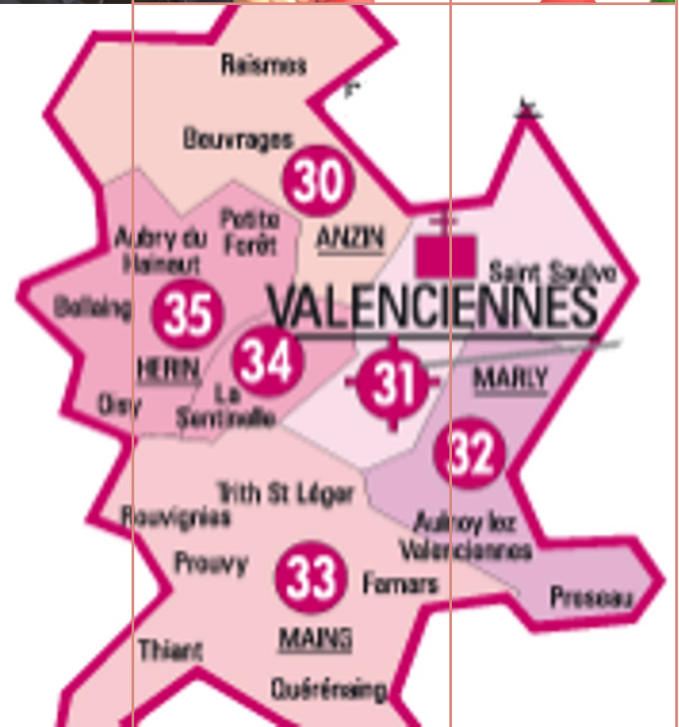 Raismes
Beuvrages
30
ANZIN
Petite
Forêt
Aubry du
Hainaut
Saint Saulve
Bellaing
35
VALENCIENNES
34
31
HERIN
MARLY
La
Sentinelle
Oisy
32
Trith St Léger
Rouvignies
Aulnoy lez
Valenciennes
Prouvy
33
Famars
Preseau
MAING
Thiant
Quérénaing